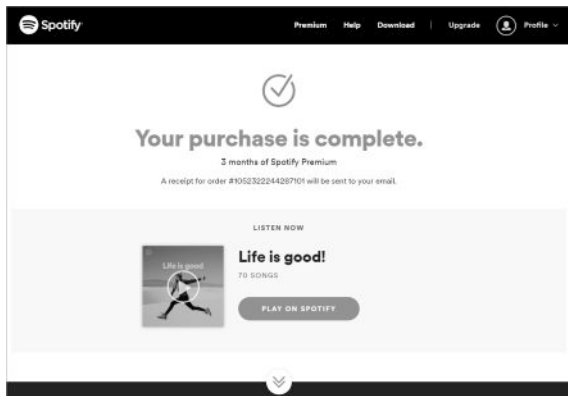 Spotify
Premium Help Download | Upgrade Profile
Your purchase is complete.
3 months of Spotify Premium
A receipt for order #1052322244287101 will be sent to your email.
LISTEN NOW
Life is good
Life is good!
70 SONGS
PLAY ON SPOTIFY